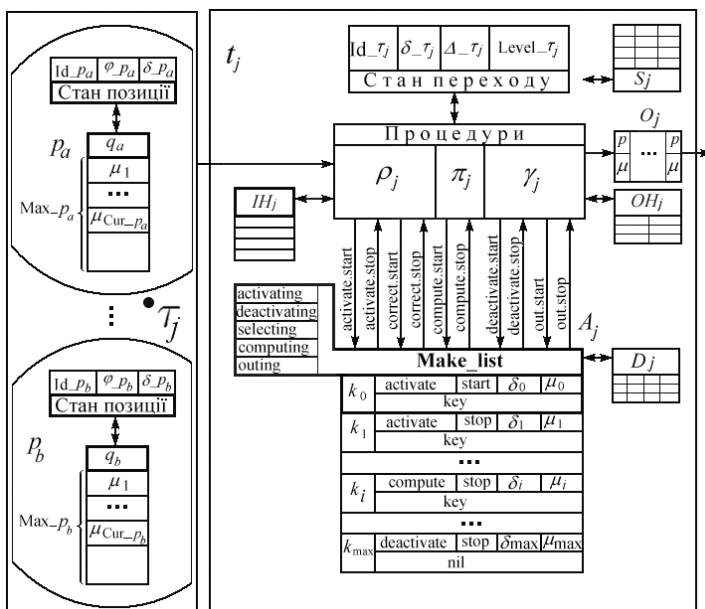 Id_pa φ_pa δ_pa
Стан позиції
pa
qa
μ1
...
Max_pa
μCur_pa
⋮
τj
Id_pb φ_pb δ_pb
Стан позиції
pb
qb
μ1
...
Max_pb
μCur_pb
tj
Id_τj δ_τj Δ_τj Level_τj
Стан переходу
Sj
Процедури
ρj πj γj
Oj
p ... p
μ μ
IHj
OHj
activate.start
activate.stop
correct.start
correct.stop
compute.start
compute.stop
deactivate.start
deactivate.stop
out.start
out.stop
activating
deactivating
selecting
computing
outing
Aj
Make_list
Dj
k0 activate start δ0 μ0
key
k1 activate stop δ1 μ1
key
...
ki compute stop δi μi
key
...
kmax deactivate stop δmax μmax
nil